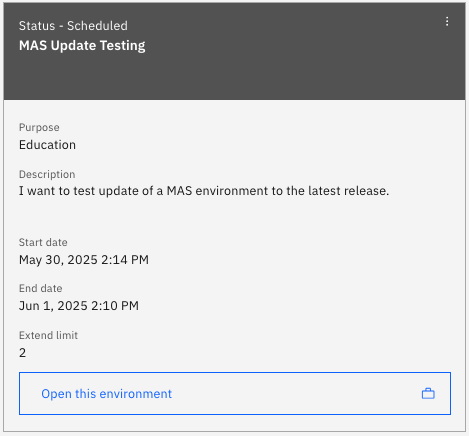 Status - Scheduled
MAS Update Testing
Purpose
Education
Description
I want to test update of a MAS environment to the latest release.
Start date
May 30, 2025 2:14 PM
End date
Jun 1, 2025 2:10 PM
Extend limit
2
Open this environment